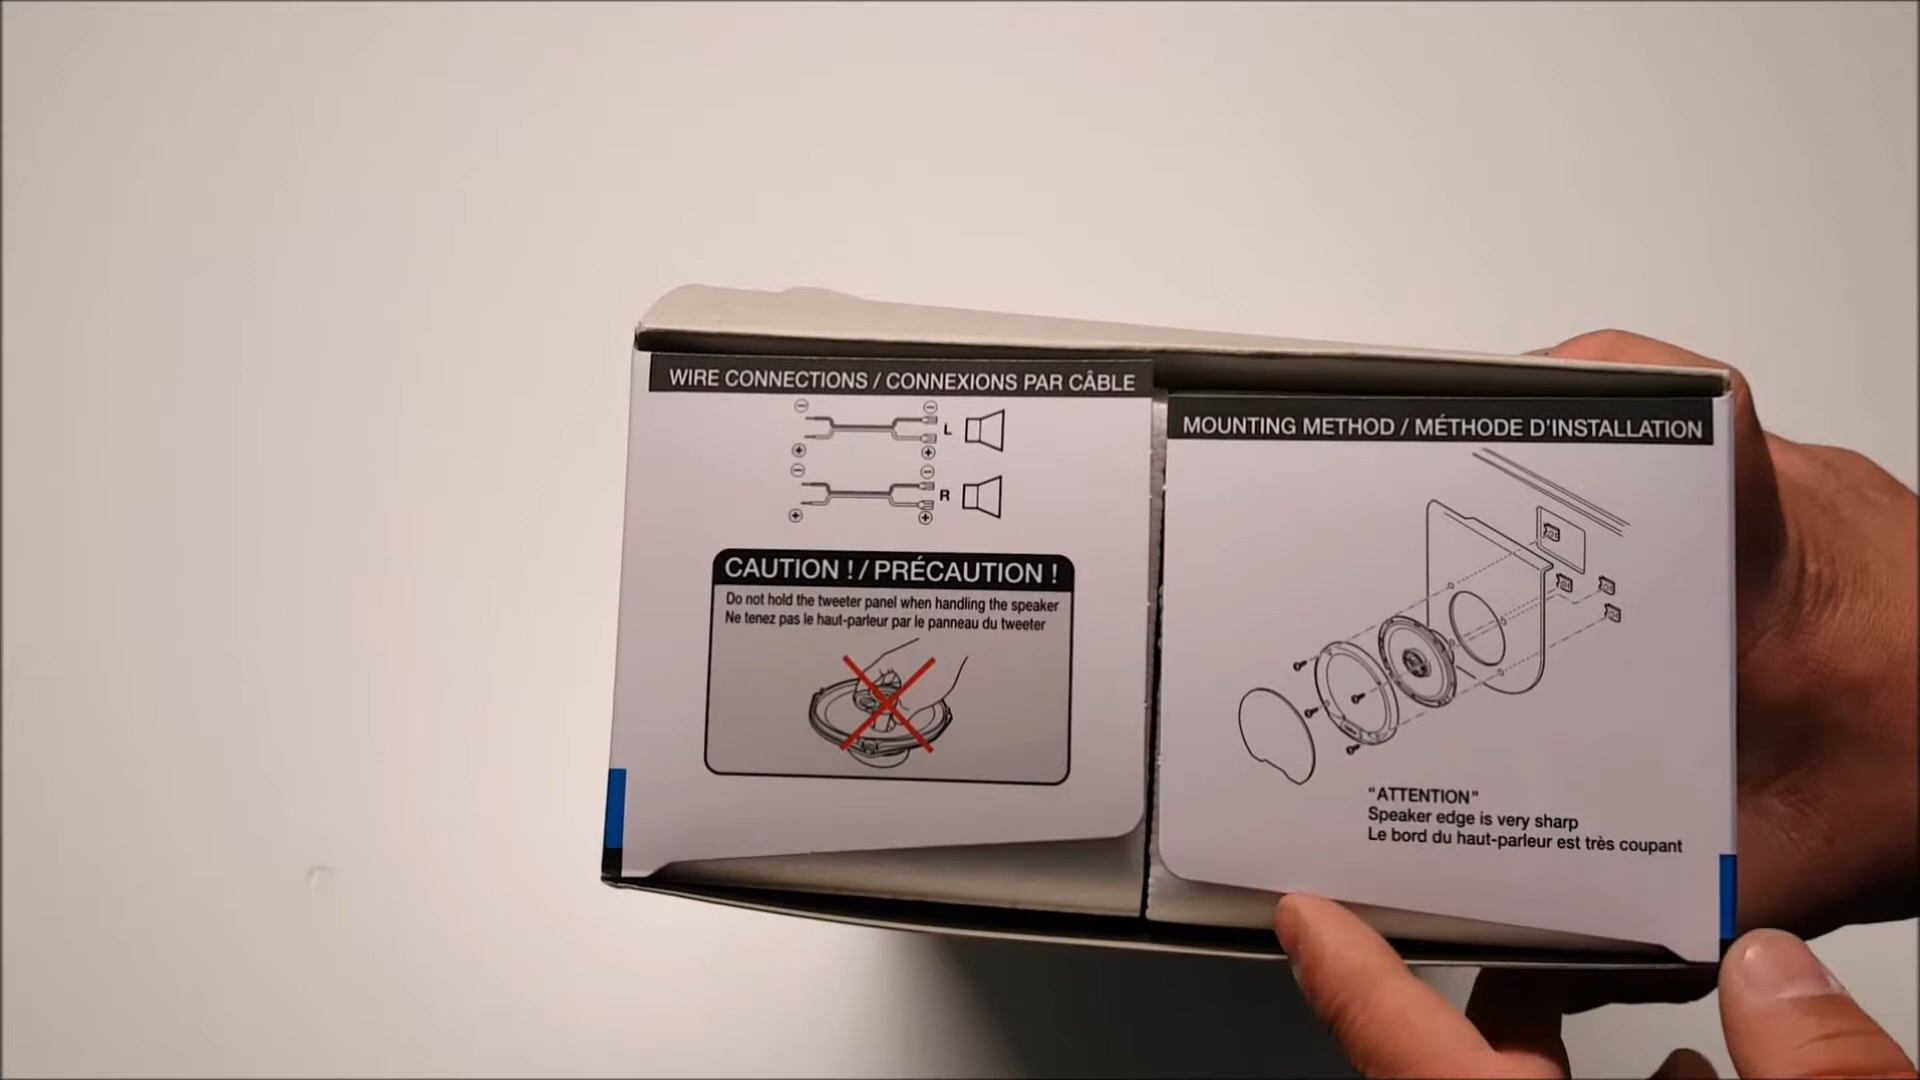 WIRE CONNECTIONS / CONNEXIONS PAR CÂBLE
L
R
CAUTION ! / PRÉCAUTION !
Do not hold the tweeter panel when handling the speaker
Ne tenez pas le haut-parleur par le panneau du tweeter
MOUNTING METHOD / MÉTHODE D'INSTALLATION
"ATTENTION"
Speaker edge is very sharp
Le bord du haut-parleur est très coupant